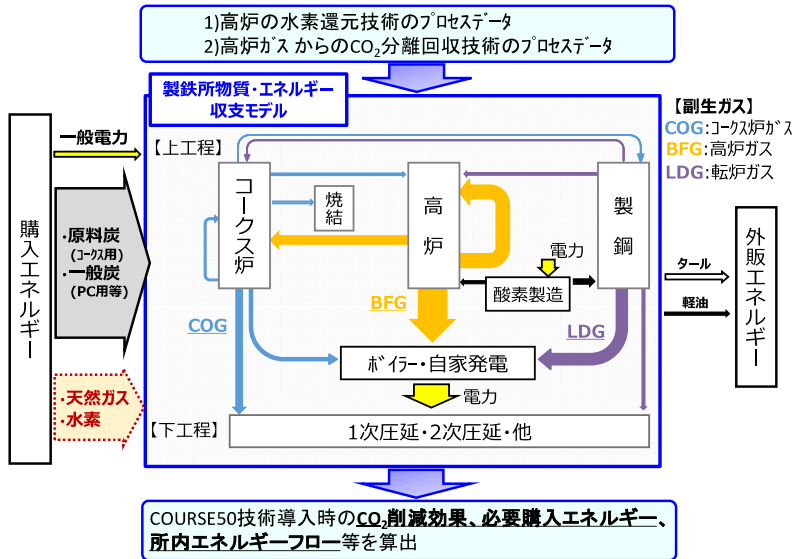 1)高炉の水素還元技術のプロセスデータ
2)高炉ｶﾞｽ からのCO₂分離回収技術のプロセスデータ
製鉄所物質・エネルギー
収支モデル
【副生ガス】
COG:ｺｰｸｽ炉ｶﾞｽ
BFG:高炉ガス
LDG:転炉ガス
購入エネルギー
一般電力
・原料炭
(ｺｰｸｽ用)
・一般炭
(PC用等)
・天然ガス
・水素
【上工程】
コークス炉
焼結
高炉
製鋼
電力
酸素製造
COG
BFG
LDG
ﾎﾞｲﾗｰ・自家発電
電力
【下工程】
1次圧延・2次圧延・他
タール
軽油
外販エネルギー
COURSE50技術導入時のCO₂削減効果、必要購入エネルギー、
所内エネルギーフロー等を算出